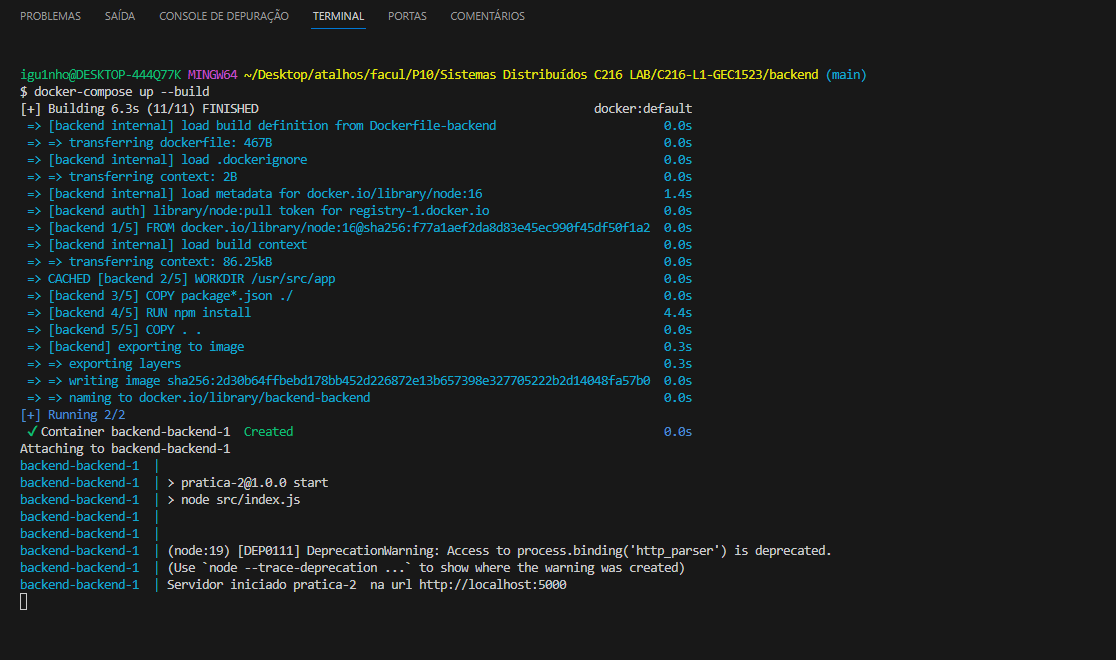 PROBLEMAS SAÍDA CONSOLE DE DEPURAÇÃO TERMINAL PORTAS COMENTÁRIOS
igu1nho@DESKTOP-444Q77K MINGW64 ~/Desktop/atalhos/facul/P10/Sistemas Distribuídos C216 LAB/C216-L1-GEC1523/backend (main)
$ docker-compose up --build
[+] Building 6.3s (11/11) FINISHED docker:default
=> [backend internal] load build definition from Dockerfile-backend 0.0s
=> => transferring dockerfile: 467B 0.0s
=> [backend internal] load .dockerignore 0.0s
=> => transferring context: 2B 0.0s
=> [backend internal] load metadata for docker.io/library/node:16 1.4s
=> [backend auth] library/node:pull token for registry-1.docker.io 0.0s
=> [backend 1/5] FROM docker.io/library/node:16@sha256:f77a1aef2da8d83e45ec990f45df50f1a2 0.0s
=> [backend internal] load build context 0.0s
=> => transferring context: 86.25kB 0.0s
=> CACHED [backend 2/5] WORKDIR /usr/src/app 0.0s
=> [backend 3/5] COPY package*.json ./ 0.0s
=> [backend 4/5] RUN npm install 4.4s
=> [backend 5/5] COPY . . 0.0s
=> [backend] exporting to image 0.3s
=> => exporting layers 0.3s
=> => writing image sha256:2d30b64ffbebd178bb452d226872e13b657398e327705222b2d14048fa57b0 0.0s
=> => naming to docker.io/library/backend-backend 0.0s
[+] Running 2/2
✓Container backend-backend-1 Created 0.0s
Attaching to backend-backend-1
backend-backend-1 |
backend-backend-1 | > pratica-2@1.0.0 start
backend-backend-1 | > node src/index.js
backend-backend-1 |
backend-backend-1 |
backend-backend-1 | (node:19) [DEP0111] DeprecationWarning: Access to process.binding('http_parser') is deprecated.
backend-backend-1 | (Use `node --trace-deprecation ...` to show where the warning was created)
backend-backend-1 | Servidor iniciado pratica-2 na url http://localhost:5000